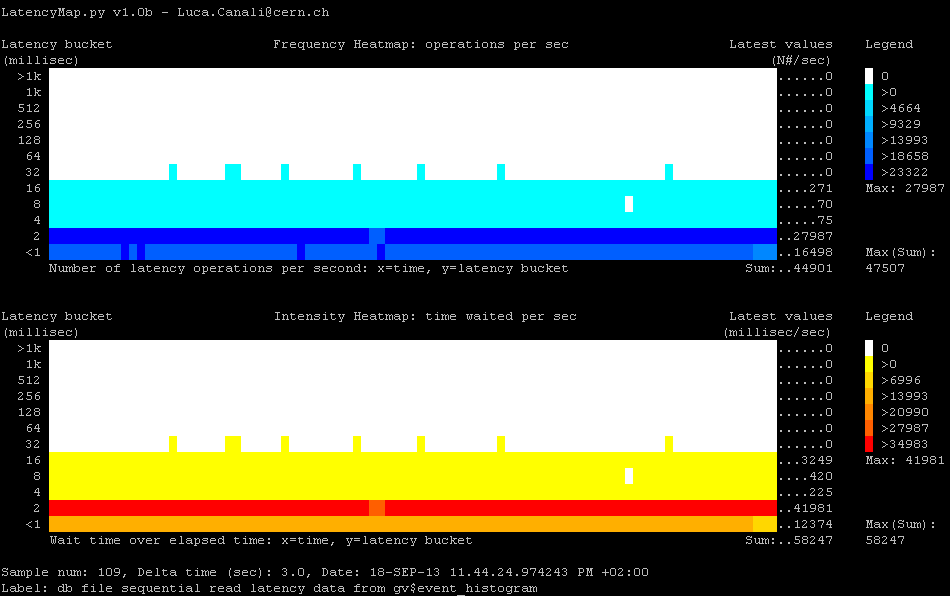 LatencyMap.py v1.0b - Luca.Canali@cern.ch
Latency bucket Frequency Heatmap: operations per sec Latest values Legend
(millisec) (N#/sec) 0
>1k ......0 >0
1k ......0 >4664
512 ......0 >9329
256 ......0 >13993
128 ......0 >18658
64 ......0 >23322
32 ......0
16 ....271 Max: 27987
8 .....70
4 .....75
2 ..27987
<1 ..16498 Max(Sum):
Number of latency operations per second: x=time, y=latency bucket Sum:..44901 47507
Latency bucket Intensity Heatmap: time waited per sec Latest values Legend
(millisec) (millisec/sec)
>1k ......0 0
1k ......0 >0
512 ......0 >6996
256 ......0 >13993
128 ......0 >20990
64 ......0 >27987
32 ......0 >34983
16 ...3249 Max: 41981
8 ....420
4 ....225
2 ..41981
<1 ..12374 Max(Sum):
Wait time over elapsed time: x=time, y=latency bucket Sum:..58247 58247
Sample num: 109, Delta time (sec): 3.0, Date: 18-SEP-13 11.44.24.974243 PM +02:00
Label: db file sequential read latency data from gv$event_histogram